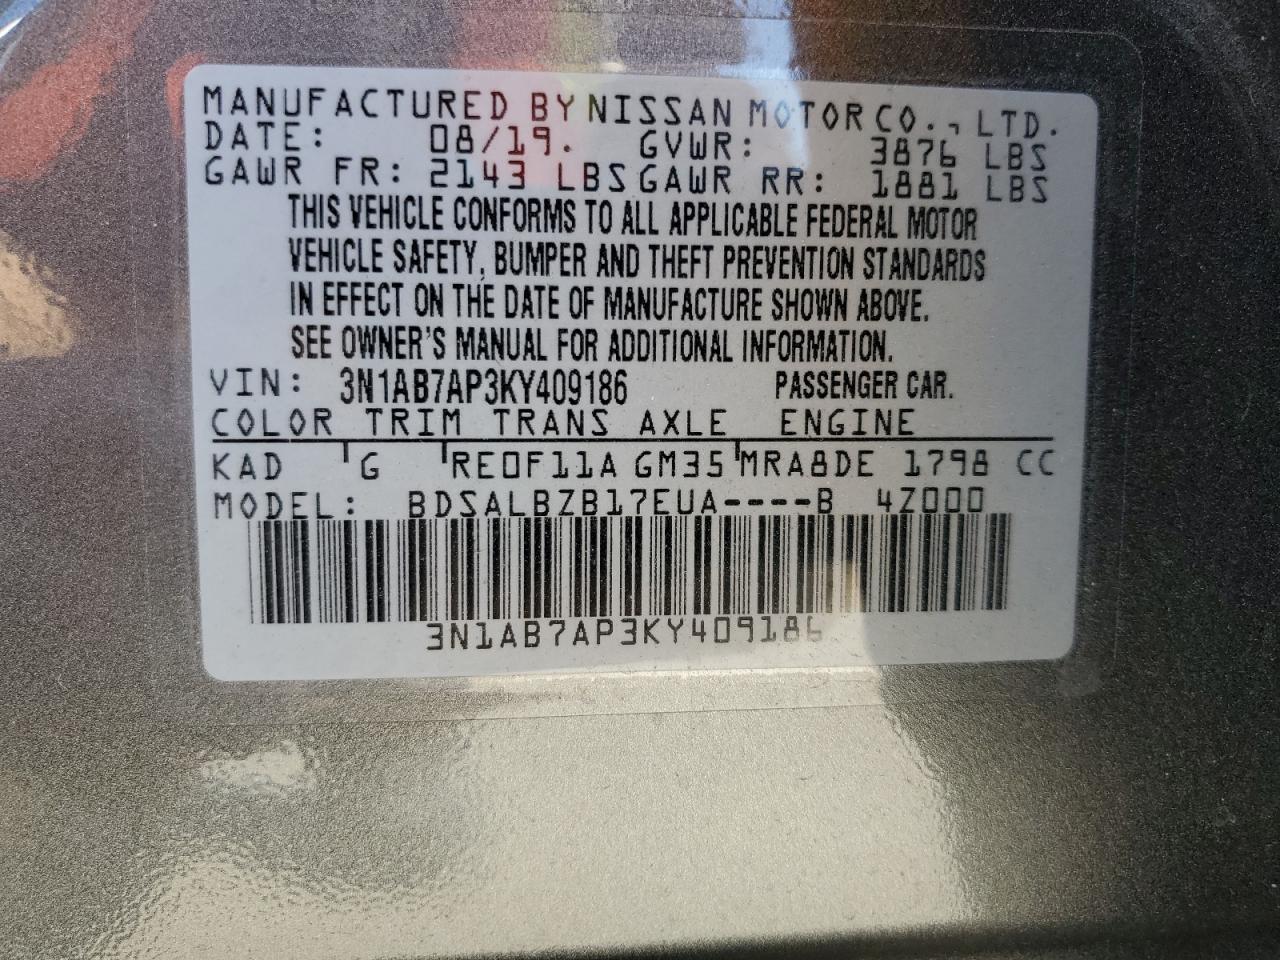 MANUFACTURED BY NISSAN MOTOR CO., LTD.
DATE: 08/19. GVWR: 3876 LBS
GAWR FR: 2143 LBS GAWR RR: 1881 LBS
THIS VEHICLE CONFORMS TO ALL APPLICABLE FEDERAL MOTOR
VEHICLE SAFETY, BUMPER AND THEFT PREVENTION STANDARDS
IN EFFECT ON THE DATE OF MANUFACTURE SHOWN ABOVE.
SEE OWNER'S MANUAL FOR ADDITIONAL INFORMATION.
VIN: 3N1AB7AP3KY409186 PASSENGER CAR.
COLOR TRIM TRANS AXLE ENGINE
KAD G RE0F11A GM35 MRA8DE 1798 CC
MODEL: BDSALBZB17EUA----B 4Z000
3N1AB7AP3KY409186